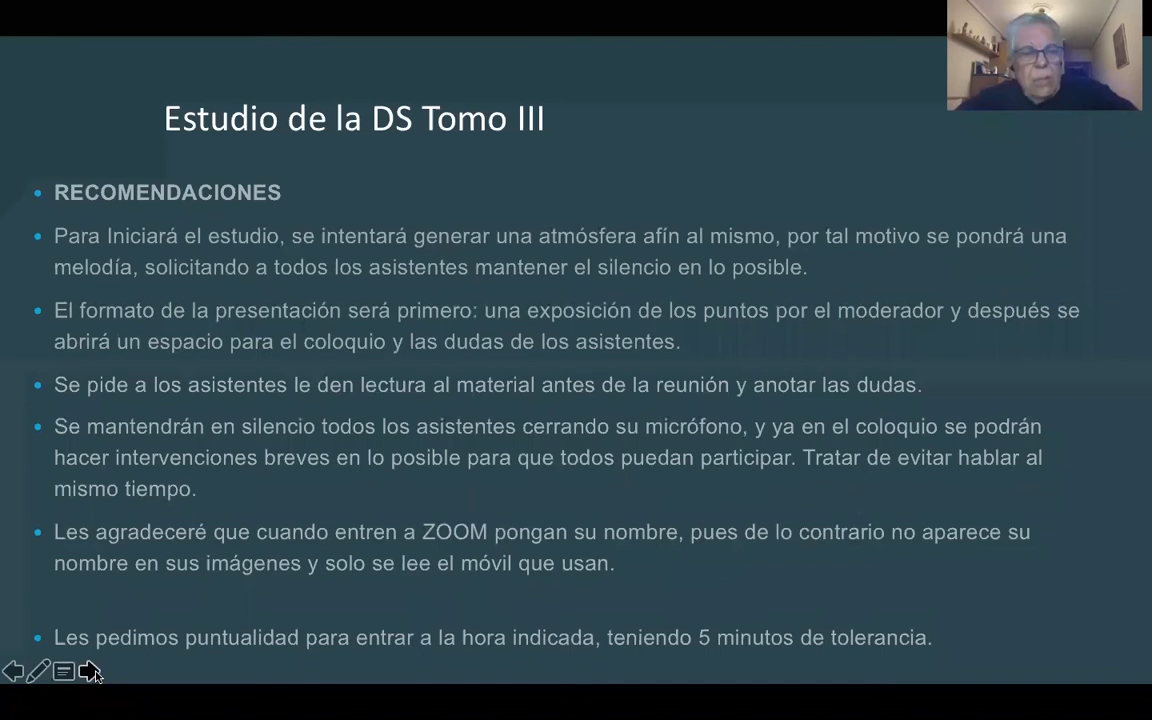 Estudio de la DS Tomo III
• RECOMENDACIONES
• Para Iniciará el estudio, se intentará generar una atmósfera afín al mismo, por tal motivo se pondrá una
melodía, solicitando a todos los asistentes mantener el silencio en lo posible.
• El formato de la presentación será primero: una exposición de los puntos por el moderador y después se
abrirá un espacio para el coloquio y las dudas de los asistentes.
• Se pide a los asistentes le den lectura al material antes de la reunión y anotar las dudas.
• Se mantendrán en silencio todos los asistentes cerrando su micrófono, y ya en el coloquio se podrán
hacer intervenciones breves en lo posible para que todos puedan participar. Tratar de evitar hablar al
mismo tiempo.
• Les agradeceré que cuando entren a ZOOM pongan su nombre, pues de lo contrario no aparece su
nombre en sus imágenes y solo se lee el móvil que usan.
• Les pedimos puntualidad para entrar a la hora indicada, teniendo 5 minutos de tolerancia.